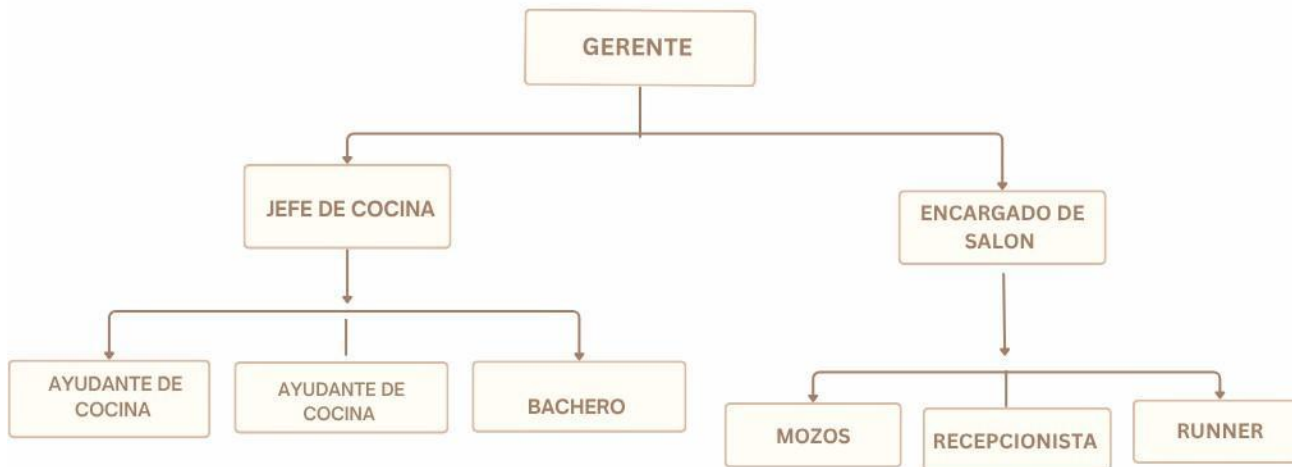 GERENTE
JEFE DE COCINA
ENCARGADO DE
SALON
AYUDANTE DE
COCINA
AYUDANTE DE
COCINA
BACHERO
MOZOS
RECEPCIONISTA
RUNNER